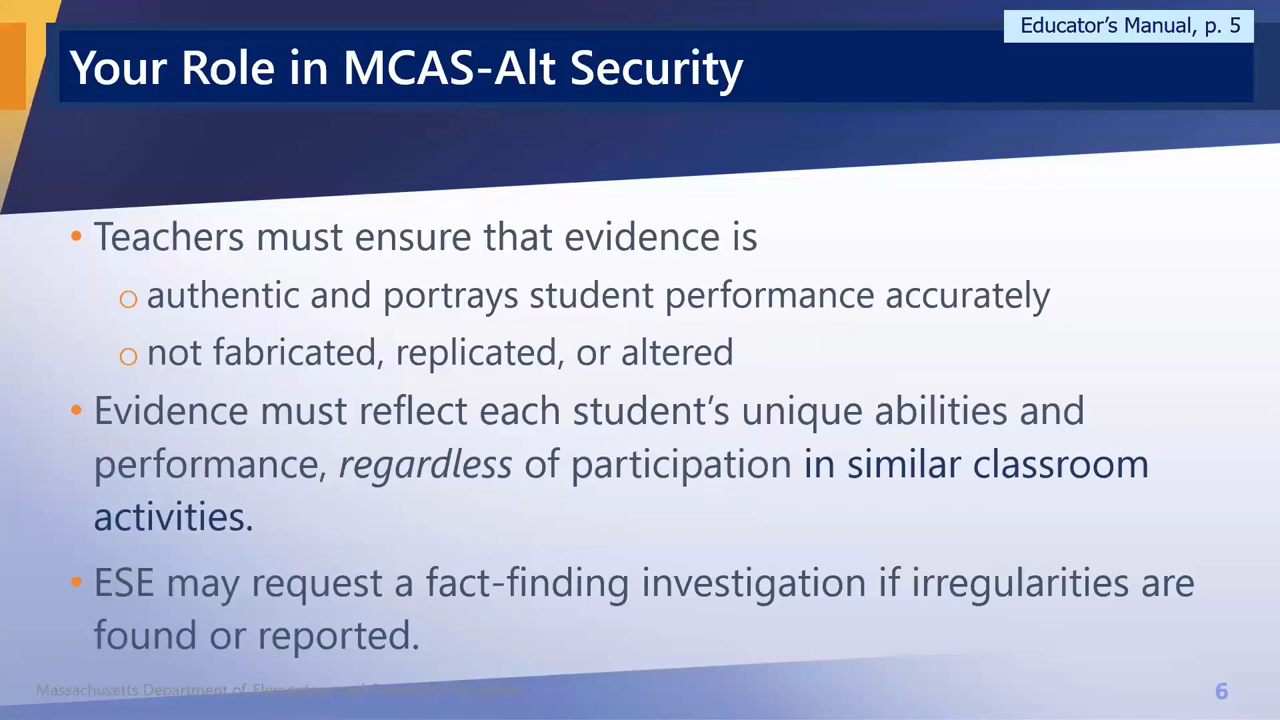 Educator’s Manual, p. 5
Your Role in MCAS-Alt Security
• Teachers must ensure that evidence is
o authentic and portrays student performance accurately
o not fabricated, replicated, or altered
• Evidence must reflect each student’s unique abilities and
performance, regardless of participation in similar classroom
activities.
• ESE may request a fact-finding investigation if irregularities are
found or reported.
Massachusetts Department of Elementary and Secondary Education
6